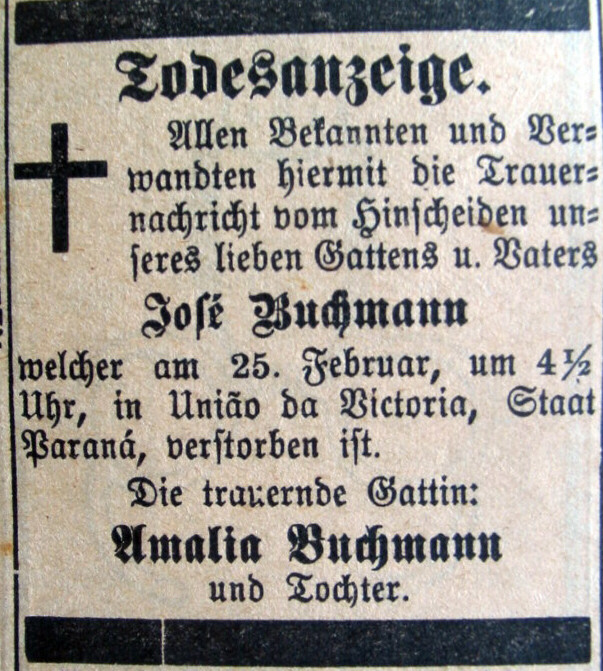 Todesanzeige.
Allen Bekannten und Ver=
wandten hiermit die Trauer=
nachricht vom Hinscheiden un=
seres lieben Gattens u. Vaters
José Buchmann
welcher am 25. Februar, um 4½
Uhr, in União da Victoria, Staat
Paraná, verstorben ist.
Die trauernde Gattin:
Amalia Buchmann
und Tochter.